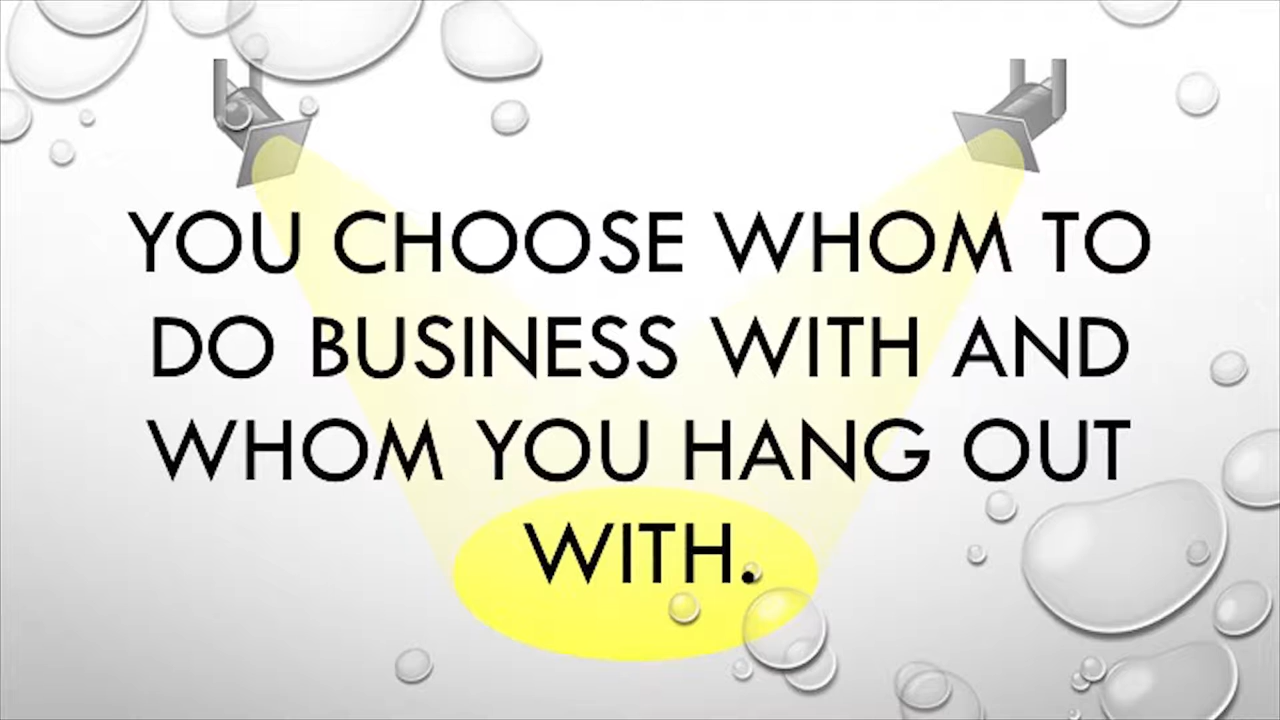 YOU CHOOSE WHOM TO
DO BUSINESS WITH AND
WHOM YOU HANG OUT
WITH.